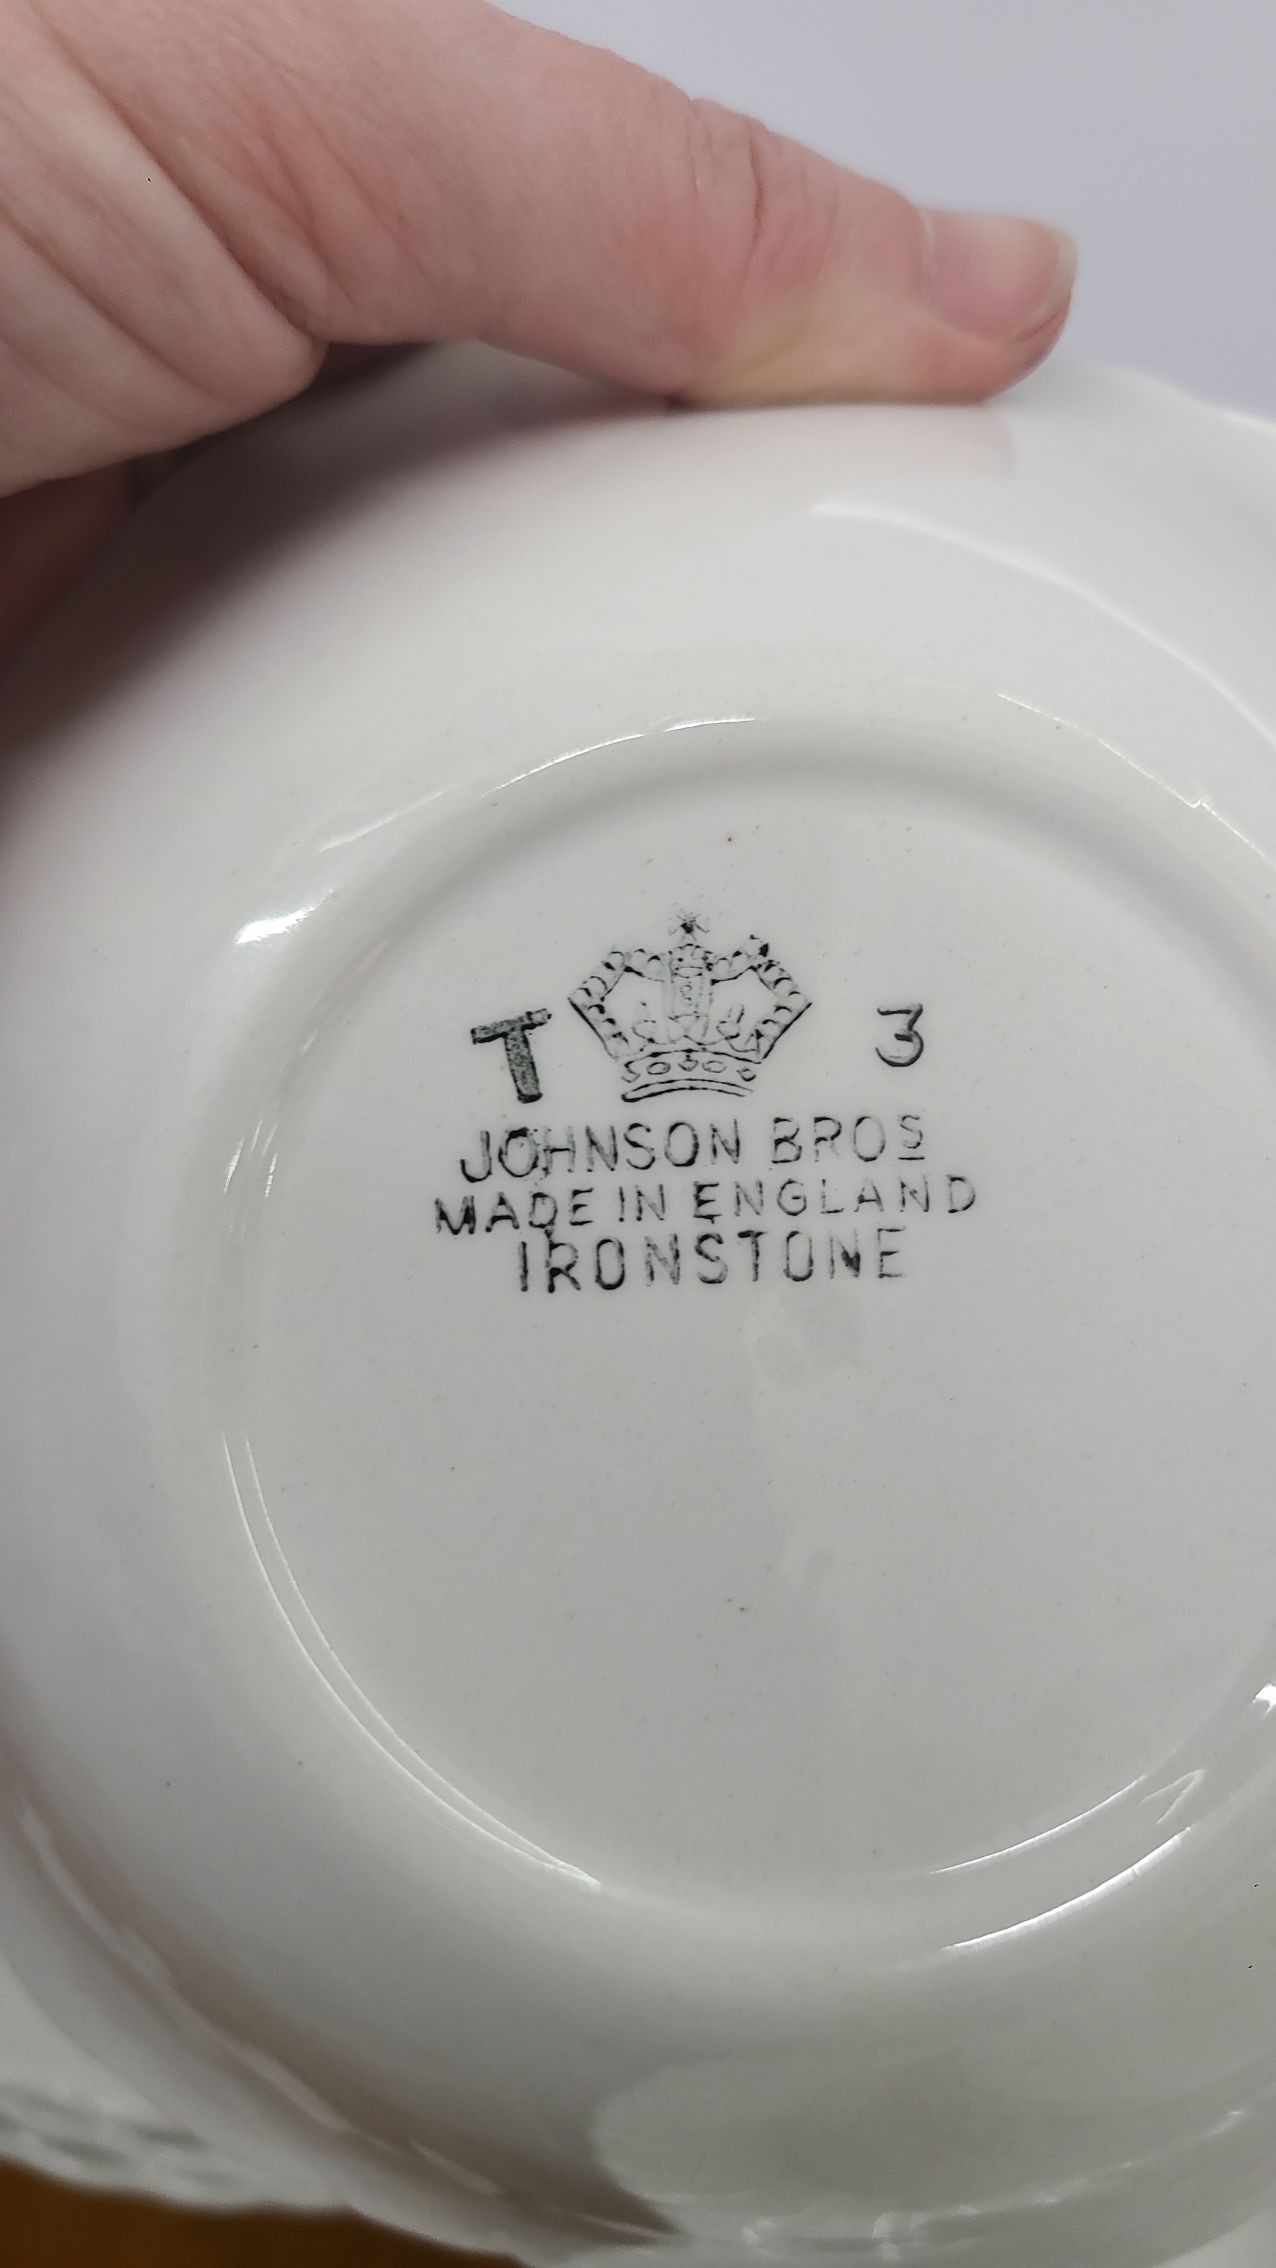 T 3
JOHNSON BROS
MADE IN ENGLAND
IRONSTONE